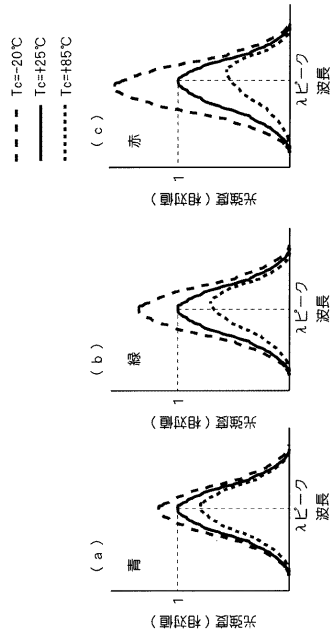 Tc=-20℃
Tc=+25℃
Tc=+85℃
(a)
青
1
光強度(相対値)
λピーク
波長
(b)
緑
1
光強度(相対値)
λピーク
波長
(c)
赤
1
光強度(相対値)
λピーク
波長